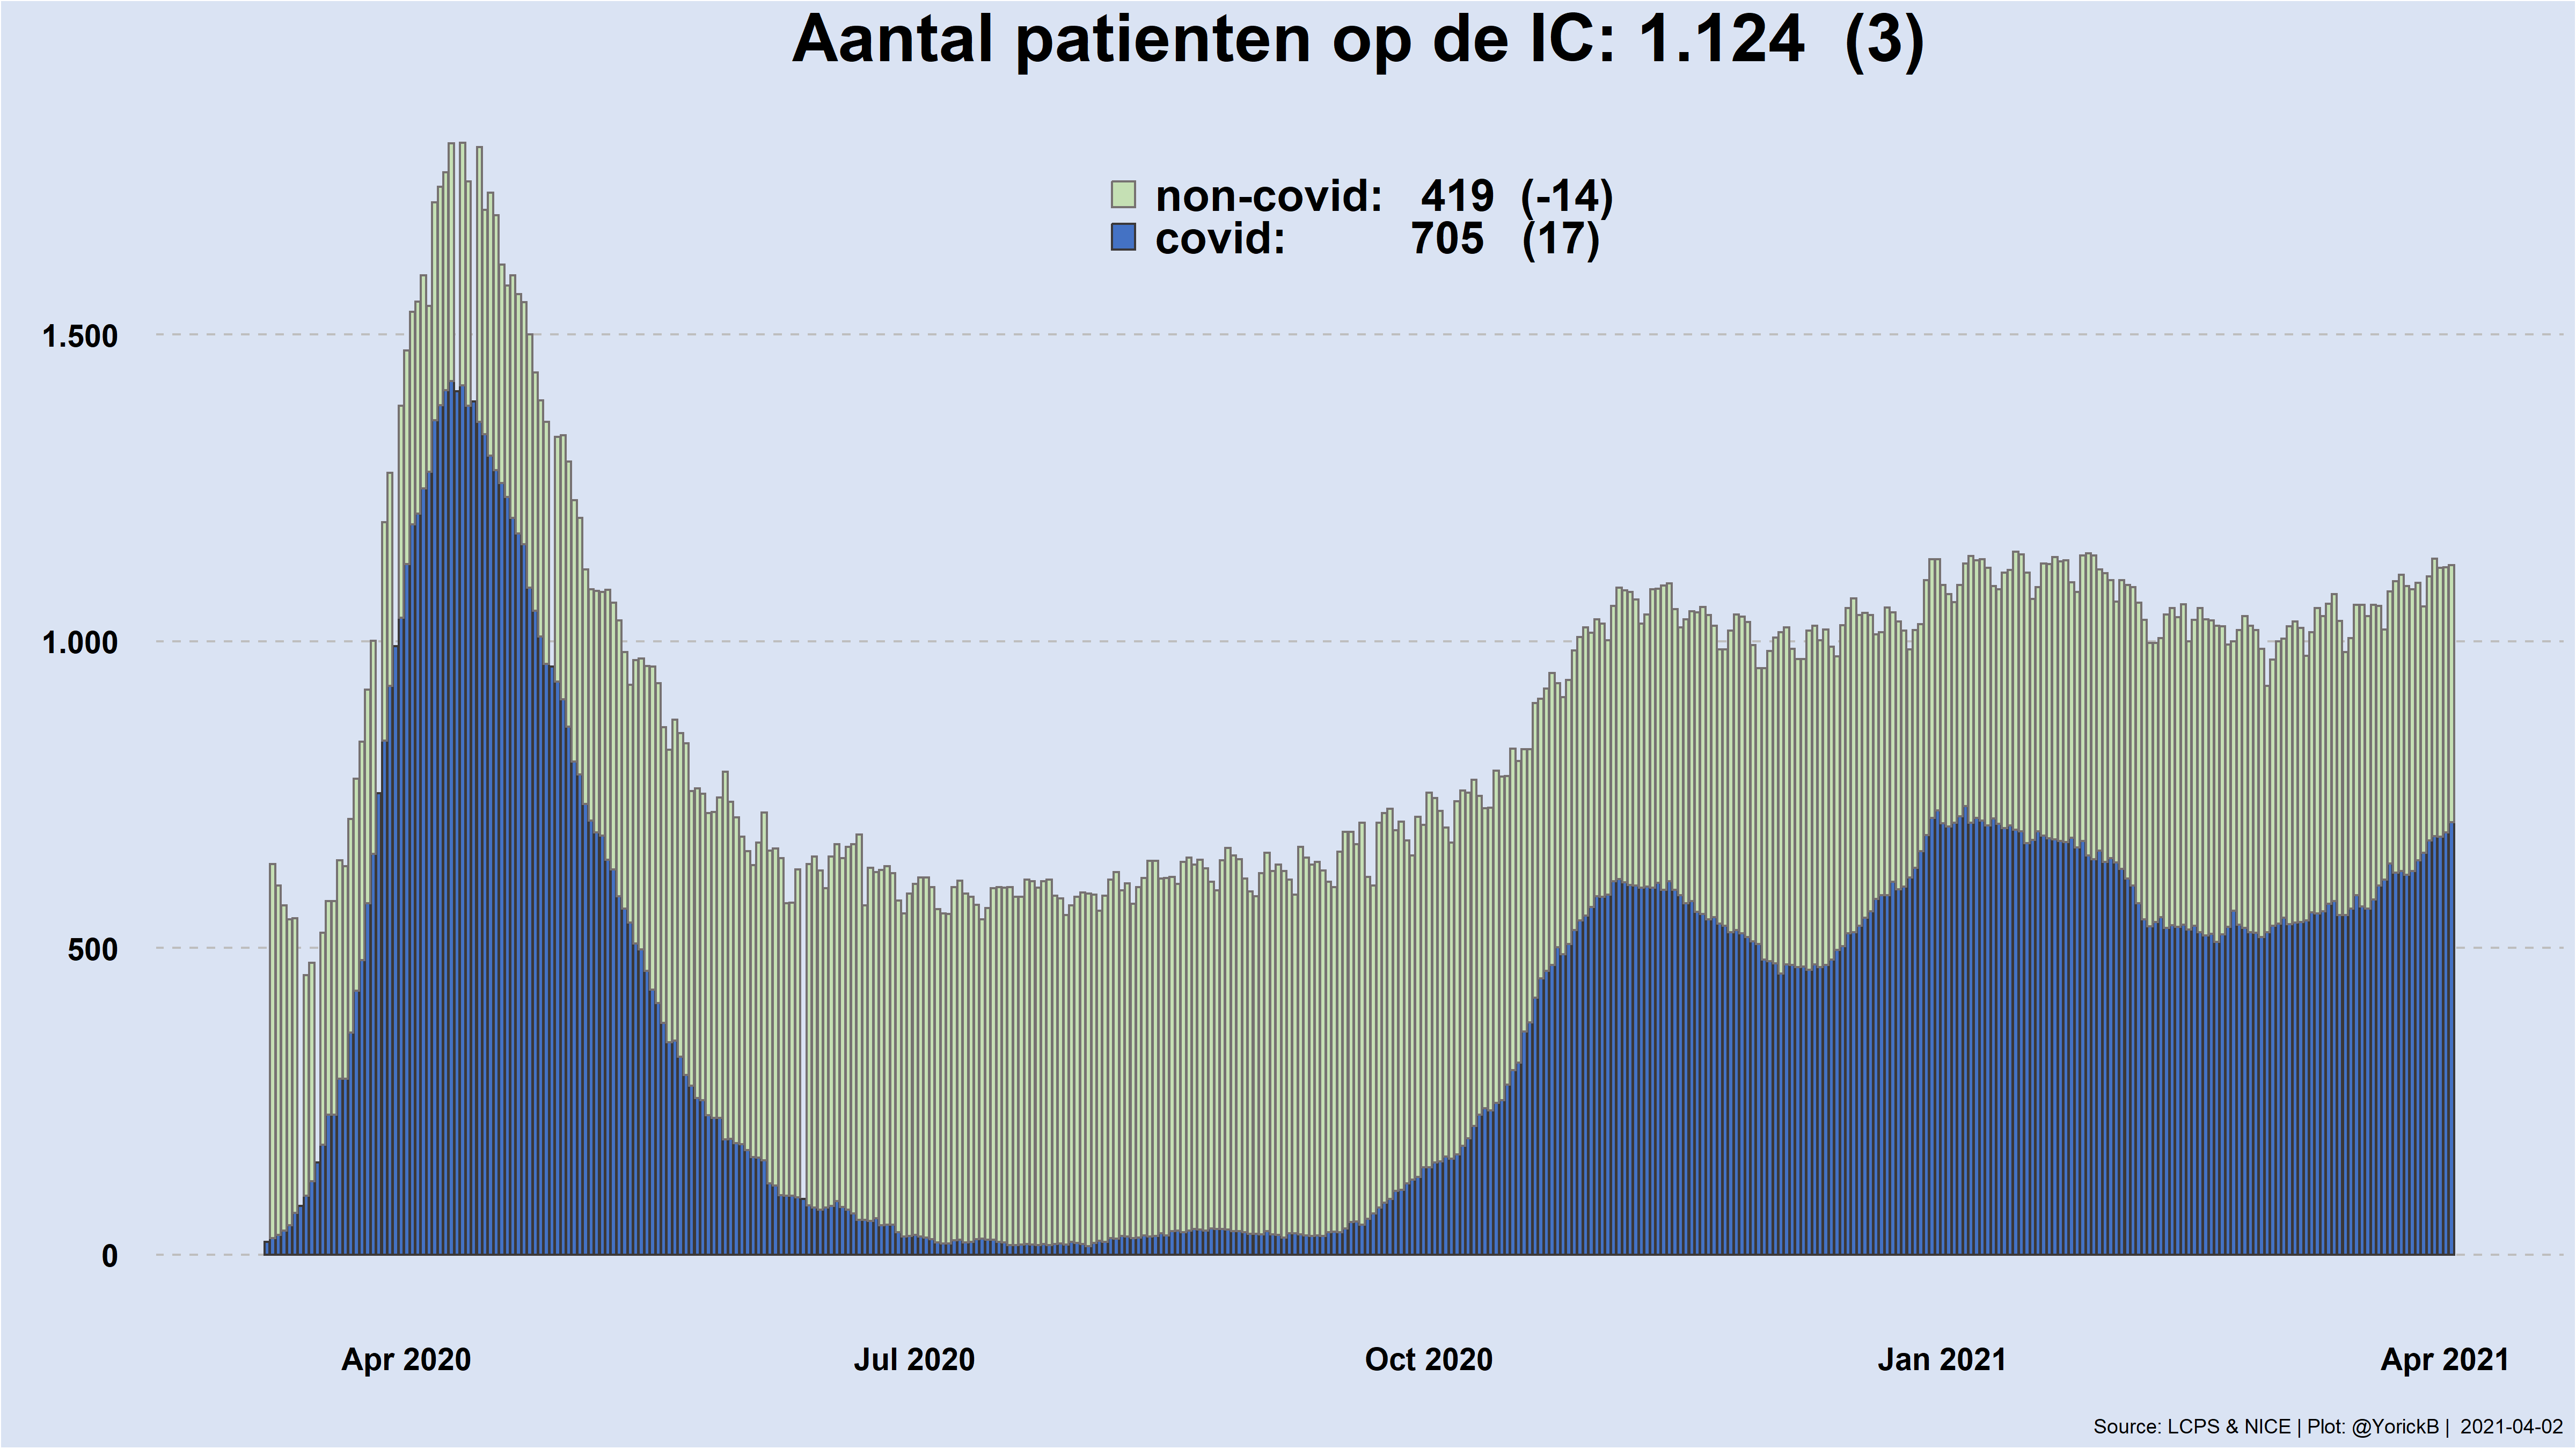 Aantal patienten op de IC: 1.124 (3)
non-covid: 419 (-14)
covid: 705 (17)
1.500
1.000
500
0
Apr 2020 Jul 2020 Oct 2020 Jan 2021 Apr 2021
Source: LCPS & NICE | Plot: @YorickB | 2021-04-02